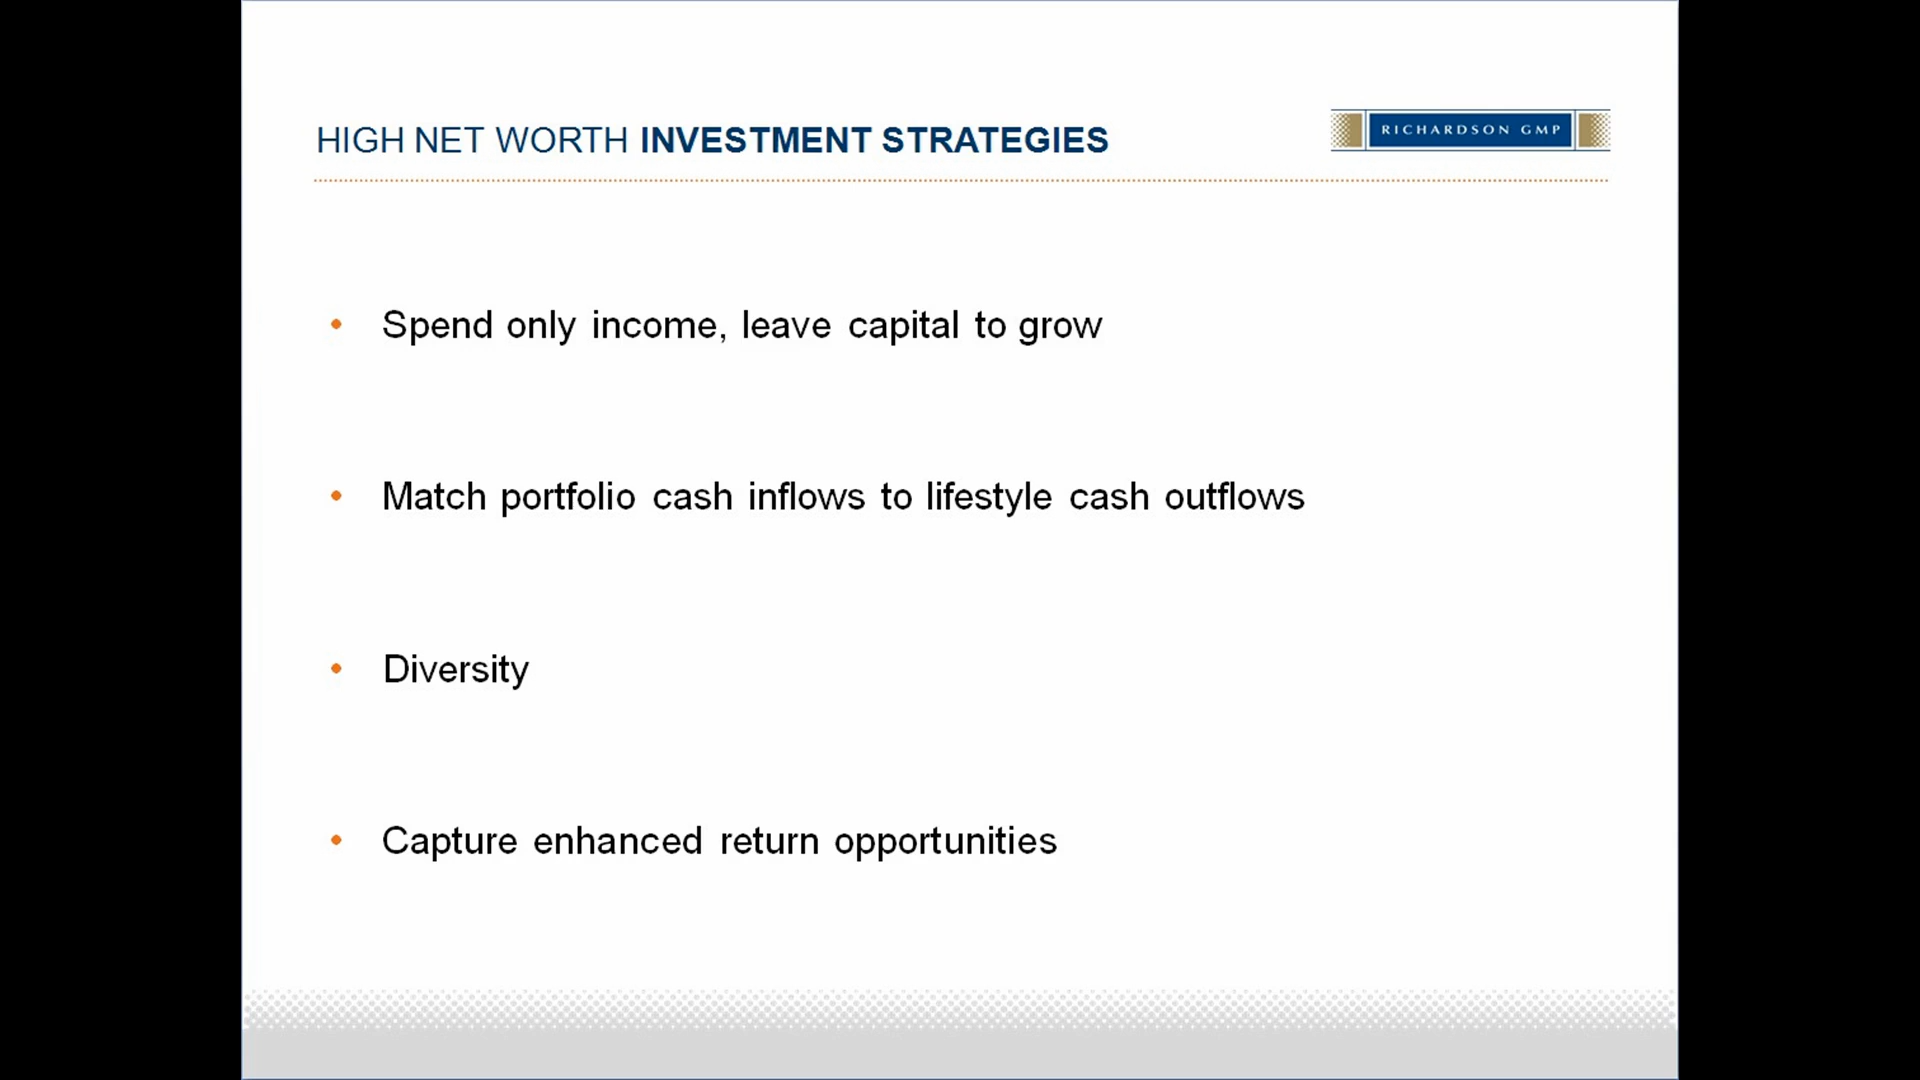 HIGH NET WORTH INVESTMENT STRATEGIES
RICHARDSON GMP
• Spend only income, leave capital to grow
• Match portfolio cash inflows to lifestyle cash outflows
• Diversity
• Capture enhanced return opportunities